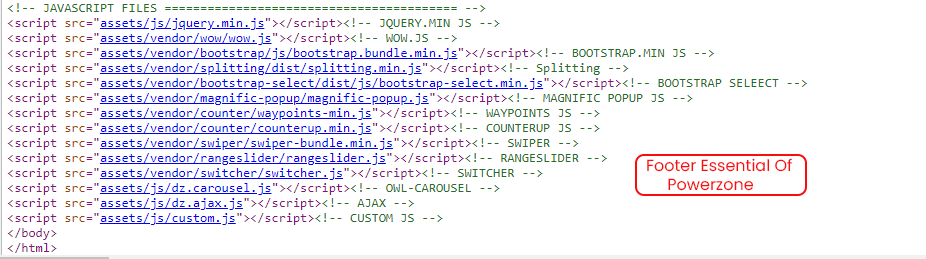 <!-- JAVASCRIPT FILES ======================================= -->
<script src="assets/js/jquery.min.js"></script><!-- JQUERY.MIN JS -->
<script src="assets/vendor/wow/wow.js"></script><!-- WOW.JS -->
<script src="assets/vendor/bootstrap/js/bootstrap.bundle.min.js"></script><!-- BOOTSTRAP.MIN JS -->
<script src="assets/vendor/splitting/dist/splitting.min.js"></script><!-- Splitting -->
<script src="assets/vendor/bootstrap-select/dist/js/bootstrap-select.min.js"></script><!-- BOOTSTRAP SELEECT -->
<script src="assets/vendor/magnific-popup/magnific-popup.js"></script><!-- MAGNIFIC POPUP JS -->
<script src="assets/vendor/counter/waypoints-min.js"></script><!-- WAYPOINTS JS -->
<script src="assets/vendor/counter/counterup.min.js"></script><!-- COUNTERUP JS -->
<script src="assets/vendor/swiper/swiper-bundle.min.js"></script><!-- SWIPER -->
<script src="assets/vendor/rangeslider/rangeslider.js"></script><!-- RANGESLIDER -->
<script src="assets/vendor/switcher/switcher.js"></script><!-- SWITCHER -->
<script src="assets/js/dz.carousel.js"></script><!-- OWL-CAROUSEL -->
<script src="assets/js/dz.ajax.js"></script><!-- AJAX -->
<script src="assets/js/custom.js"></script><!-- CUSTOM JS -->
</body>
</html>
Footer Essential Of
Powerzone